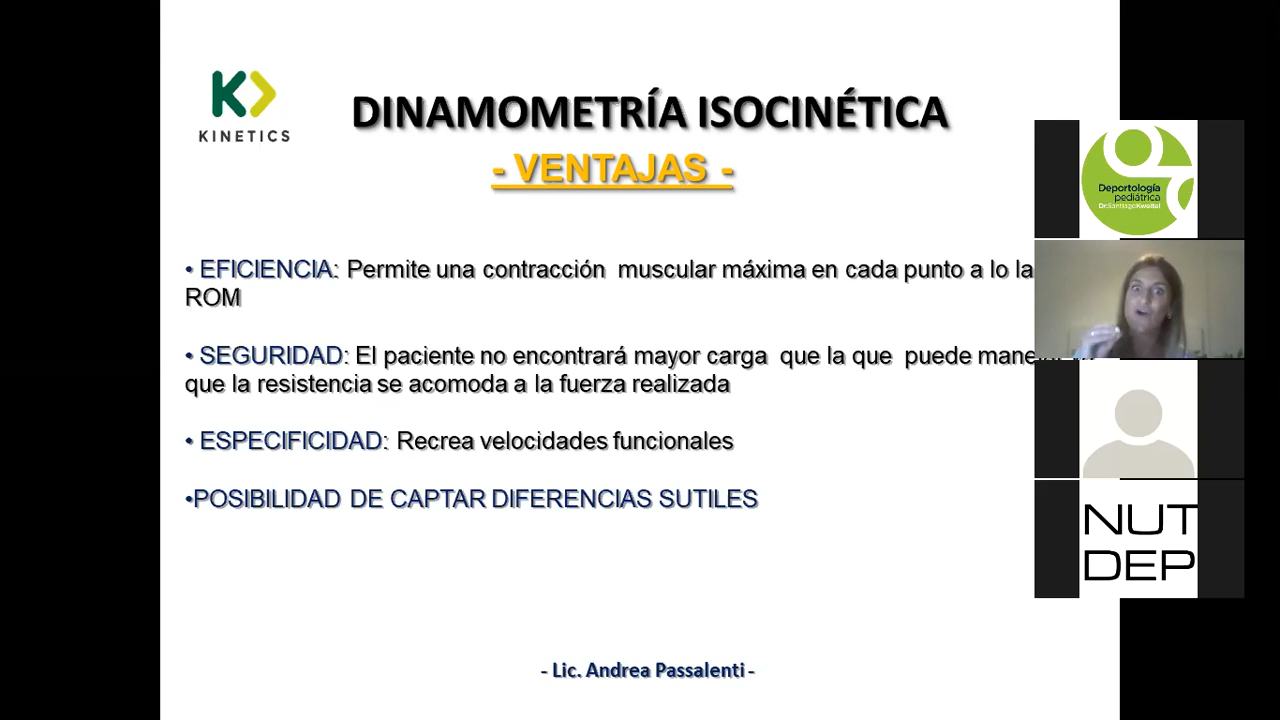 KINETICS
DINAMOMETRÍA ISOCINÉTICA
- VENTAJAS -
• EFICIENCIA: Permite una contracción muscular máxima en cada punto a lo
ROM
• SEGURIDAD: El paciente no encontrará mayor carga que la que puede
que la resistencia se acomoda a la fuerza realizada
• ESPECIFICIDAD: Recrea velocidades funcionales
•POSIBILIDAD DE CAPTAR DIFERENCIAS SUTILES
- Lic. Andrea Passalenti -
Deportología
pediátrica
Dr.SantiagoKweitel
NUT
DEP